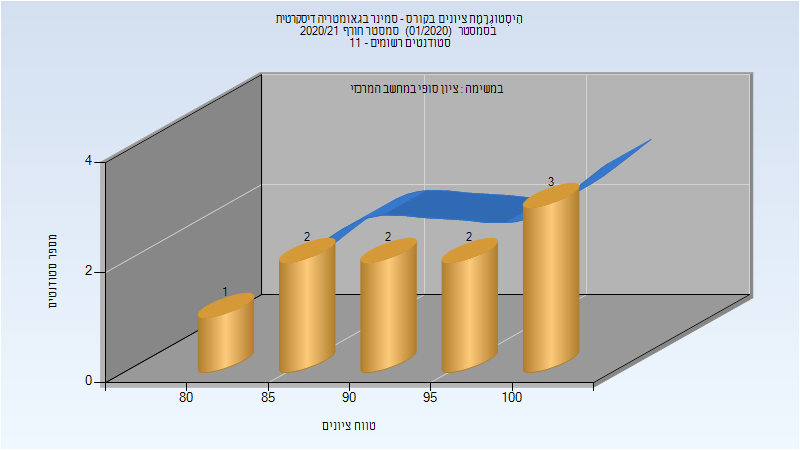 היסטוגרמת ציונים בקורס - סמינר בגאומטריה דיסקרטית
בסמסטר (01/2020) סמסטר חורף 2020/21
סטודנטים רשומים - 11
במשימה : ציון סופי במחשב המרכזי
4
2
0
מספר סטודנטים
1
2
2
2
3
80
85
90
95
100
טווח ציונים